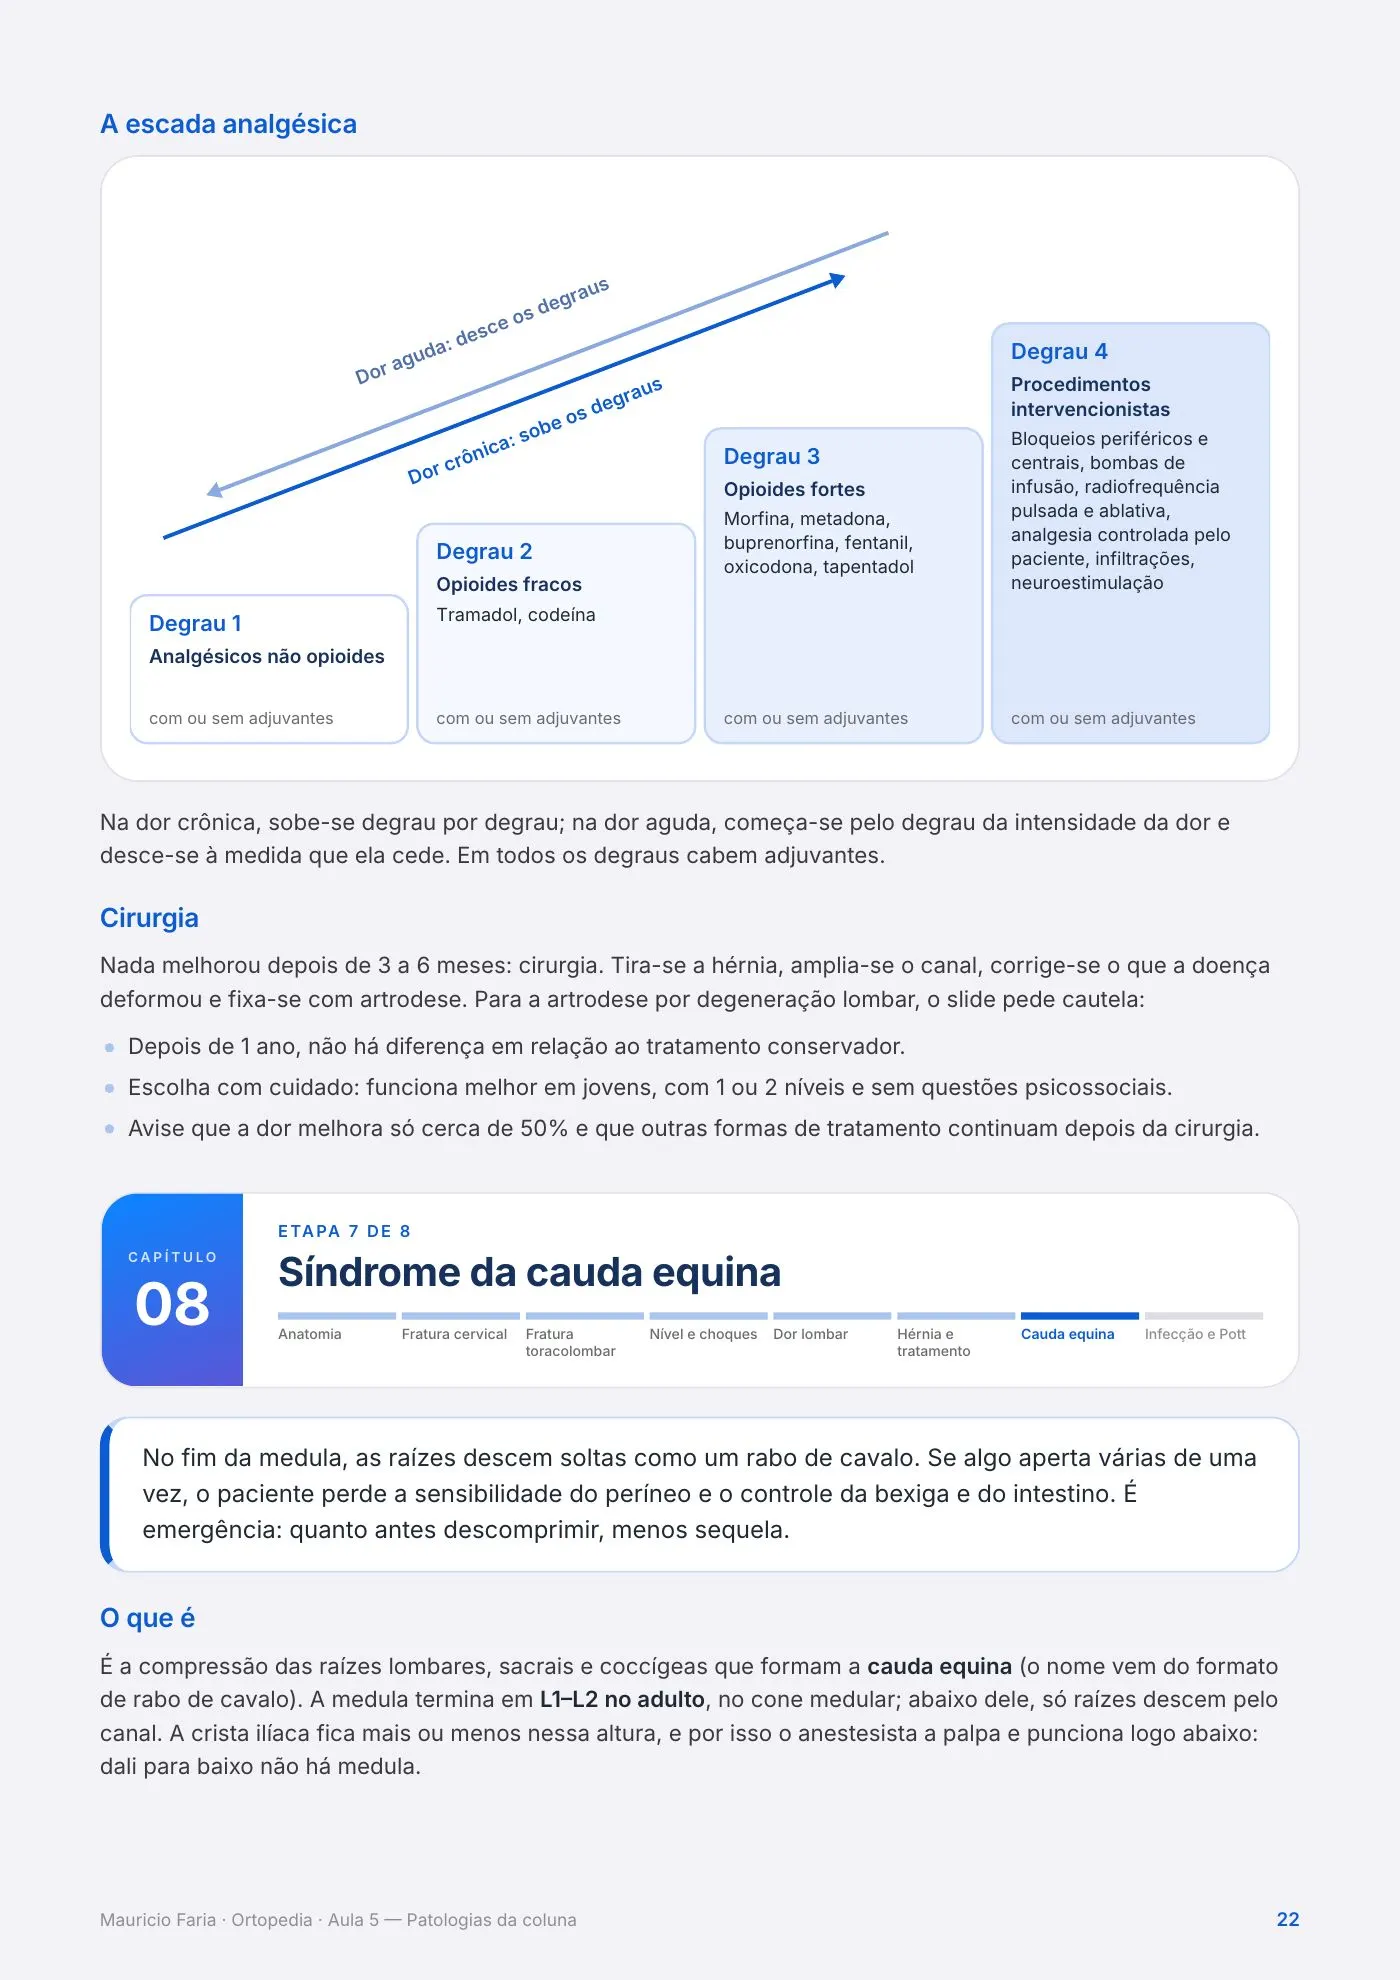 A escada analgésica
Dor aguda: desce os degraus
Dor crônica: sobe os degraus
Degrau 1
Analgésicos não opioides
com ou sem adjuvantes
Degrau 2
Opioides fracos
Tramadol, codeína
com ou sem adjuvantes
Degrau 3
Opioides fortes
Morfina, metadona,
buprenorfina, fentanil,
oxicodona, tapentadol
com ou sem adjuvantes
Degrau 4
Procedimentos
intervencionistas
Bloqueios periféricos e
centrais, bombas de
infusão, radiofrequência
pulsada e ablativa,
analgesia controlada pelo
paciente, infiltrações,
neuroestimulação
com ou sem adjuvantes
Na dor crônica, sobe-se degrau por degrau; na dor aguda, começa-se pelo degrau da intensidade da dor e
desce-se à medida que ela cede. Em todos os degraus cabem adjuvantes.
Cirurgia
Nada melhorou depois de 3 a 6 meses: cirurgia. Tira-se a hérnia, amplia-se o canal, corrige-se o que a doença
deformou e fixa-se com artrodese. Para a artrodese por degeneração lombar, o slide pede cautela:
Depois de 1 ano, não há diferença em relação ao tratamento conservador.
Escolha com cuidado: funciona melhor em jovens, com 1 ou 2 níveis e sem questões psicossociais.
Avise que a dor melhora só cerca de 50% e que outras formas de tratamento continuam depois da cirurgia.
CAPÍTULO
08
ETAPA 7 DE 8
Síndrome da cauda equina
Anatomia
Fratura cervical
Fratura
toracolombar
Nível e choques
Dor lombar
Hérnia e
tratamento
Cauda equina
Infecção e Pott
No fim da medula, as raízes descem soltas como um rabo de cavalo. Se algo aperta várias de uma
vez, o paciente perde a sensibilidade do períneo e o controle da bexiga e do intestino. É
emergência: quanto antes descomprimir, menos sequela.
O que é
É a compressão das raízes lombares, sacrais e coccígeas que formam a cauda equina (o nome vem do formato
de rabo de cavalo). A medula termina em L1–L2 no adulto, no cone medular; abaixo dele, só raízes descem pelo
canal. A crista ilíaca fica mais ou menos nessa altura, e por isso o anestesista a palpa e punciona logo abaixo:
dali para baixo não há medula.
Mauricio Faria · Ortopedia · Aula 5 — Patologias da coluna
22